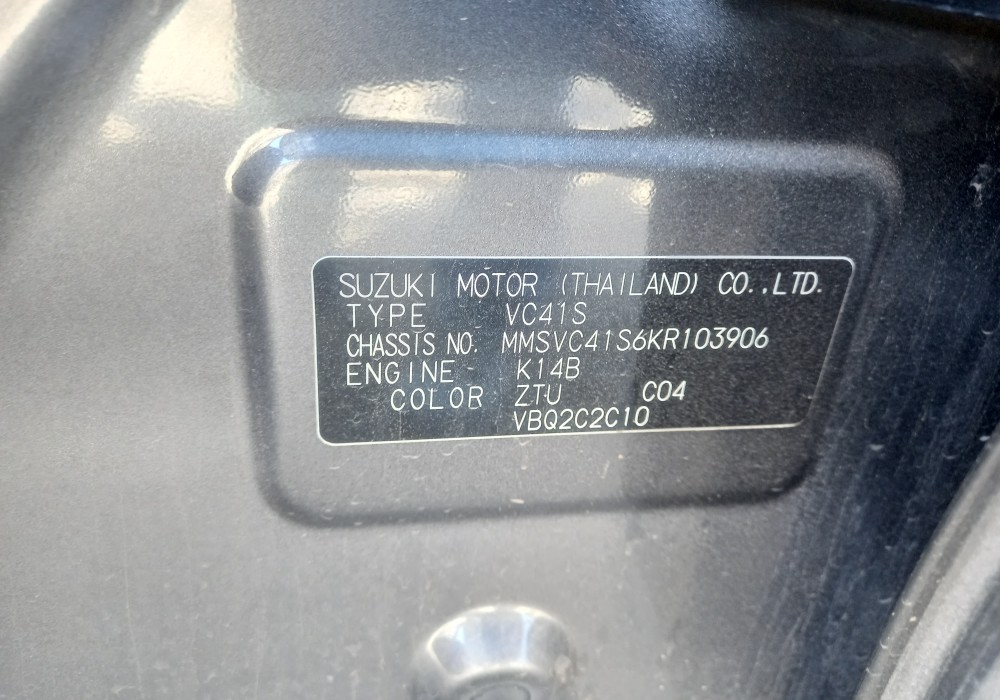 SUZUKI MOTOR (THAILAND) CO.,LTD.
TYPE VC41S
CHASSIS NO. MMSVC41S6KR103906
ENGINE K14B
COLOR ZTU C04
VBQ2C2C10